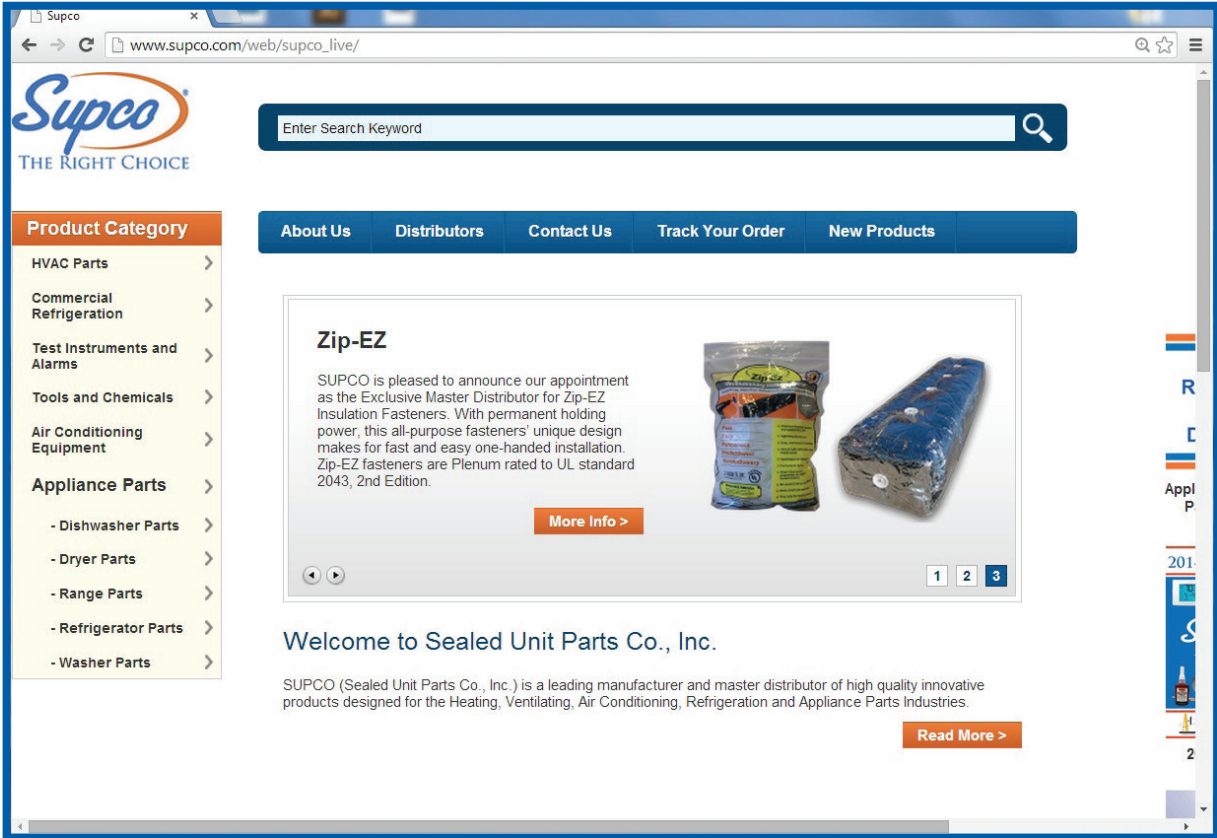 Supco
www.supco.com/web/supco_live/
Supco
THE RIGHT CHOICE
Enter Search Keyword
Product Category
HVAC Parts
Commercial
Refrigeration
Test Instruments and
Alarms
Tools and Chemicals
Air Conditioning
Equipment
Appliance Parts
- Dishwasher Parts
- Dryer Parts
- Range Parts
- Refrigerator Parts
- Washer Parts
About Us Distributors Contact Us Track Your Order New Products
Zip-EZ
SUPCO is pleased to announce our appointment
as the Exclusive Master Distributor for Zip-EZ
Insulation Fasteners. With permanent holding
power, this all-purpose fasteners' unique design
makes for fast and easy one-handed installation.
Zip-EZ fasteners are Plenum rated to UL standard
2043, 2nd Edition.
More Info >
Zip-EZ
1 2 3
Welcome to Sealed Unit Parts Co., Inc.
SUPCO (Sealed Unit Parts Co., Inc.) is a leading manufacturer and master distributor of high quality innovative
products designed for the Heating, Ventilating, Air Conditioning, Refrigeration and Appliance Parts Industries.
Read More >
R
D
Appl
P
201
2